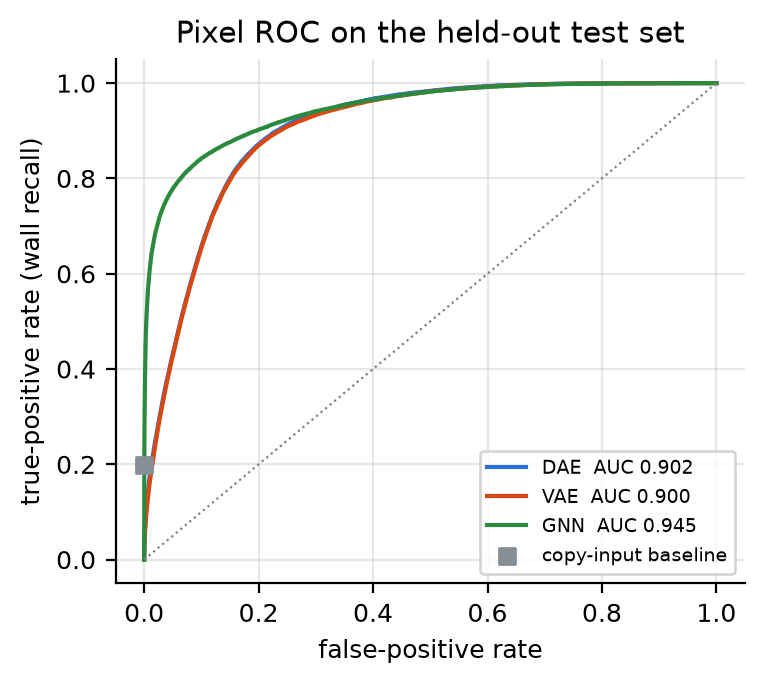 Pixel ROC on the held-out test set
true-positive rate (wall recall)
1.0
0.8
0.6
0.4
0.2
0.0
DAE AUC 0.902
VAE AUC 0.900
GNN AUC 0.945
copy-input baseline
0.0 0.2 0.4 0.6 0.8 1.0
false-positive rate